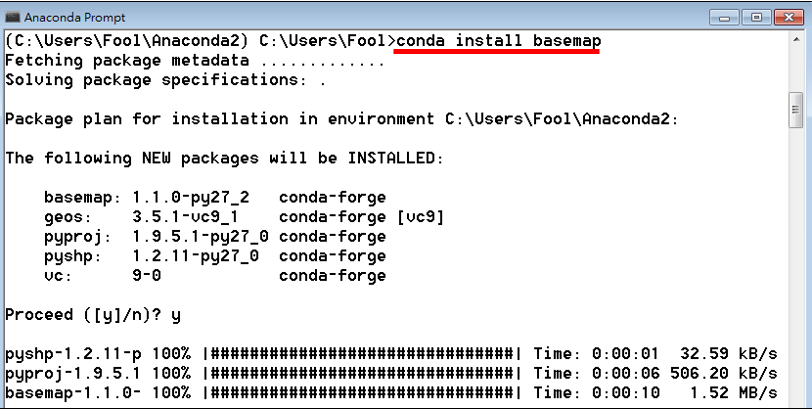 Anaconda Prompt
(C:\Users\Fool\Anaconda2) C:\Users\Fool>conda install basemap
Fetching package metadata .............
Solving package specifications: .
Package plan for installation in environment C:\Users\Fool\Anaconda2:
The following NEW packages will be INSTALLED:
basemap: 1.1.0-py27_2 conda-forge
geos: 3.5.1-vc9_1 conda-forge [vc9]
pyproj: 1.9.5.1-py27_0 conda-forge
pyshp: 1.2.11-py27_0 conda-forge
vc: 9-0 conda-forge
Proceed ([y]/n)? y
pyshp-1.2.11-p 100% |###############################| Time: 0:00:01 32.59 kB/s
pyproj-1.9.5.1 100% |###############################| Time: 0:00:06 506.20 kB/s
basemap-1.1.0- 100% |###############################| Time: 0:00:10 1.52 MB/s